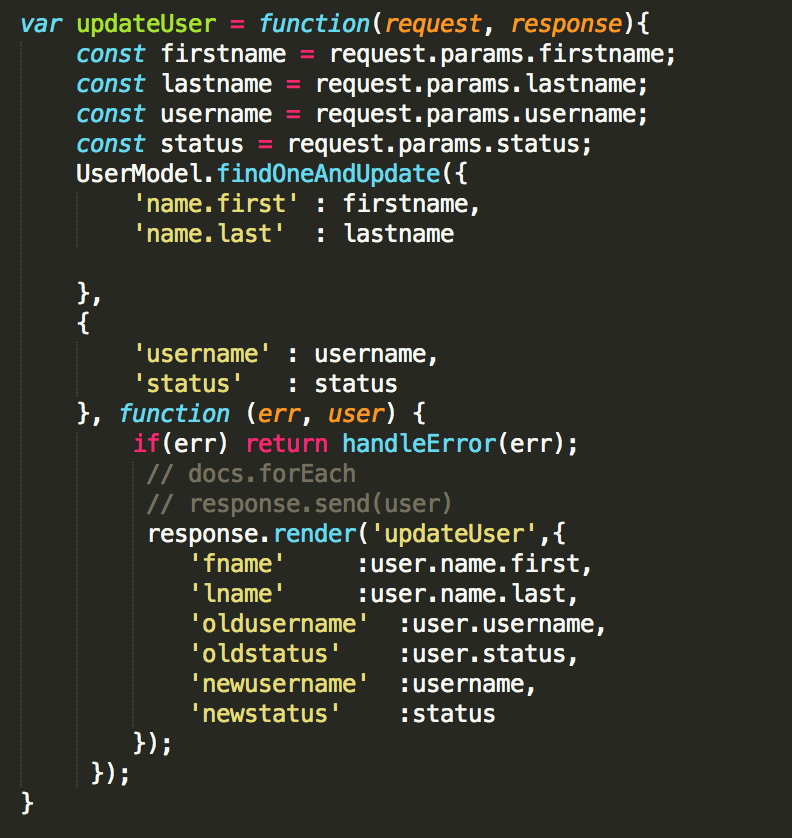 var updateUser = function(request, response){
    const firstname = request.params.firstname;
    const lastname = request.params.lastname;
    const username = request.params.username;
    const status = request.params.status;
    UserModel.findOneAndUpdate({
        'name.first' : firstname,
        'name.last'  : lastname

    },
    {
        'username' : username,
        'status'   : status
    }, function (err, user) {
        if(err) return handleError(err);
         // docs.forEach
         // response.send(user)
         response.render('updateUser',{
            'fname'     :user.name.first,
            'lname'     :user.name.last,
            'oldusername'  :user.username,
            'oldstatus'    :user.status,
            'newusername'  :username,
            'newstatus'    :status
        });
     });
}